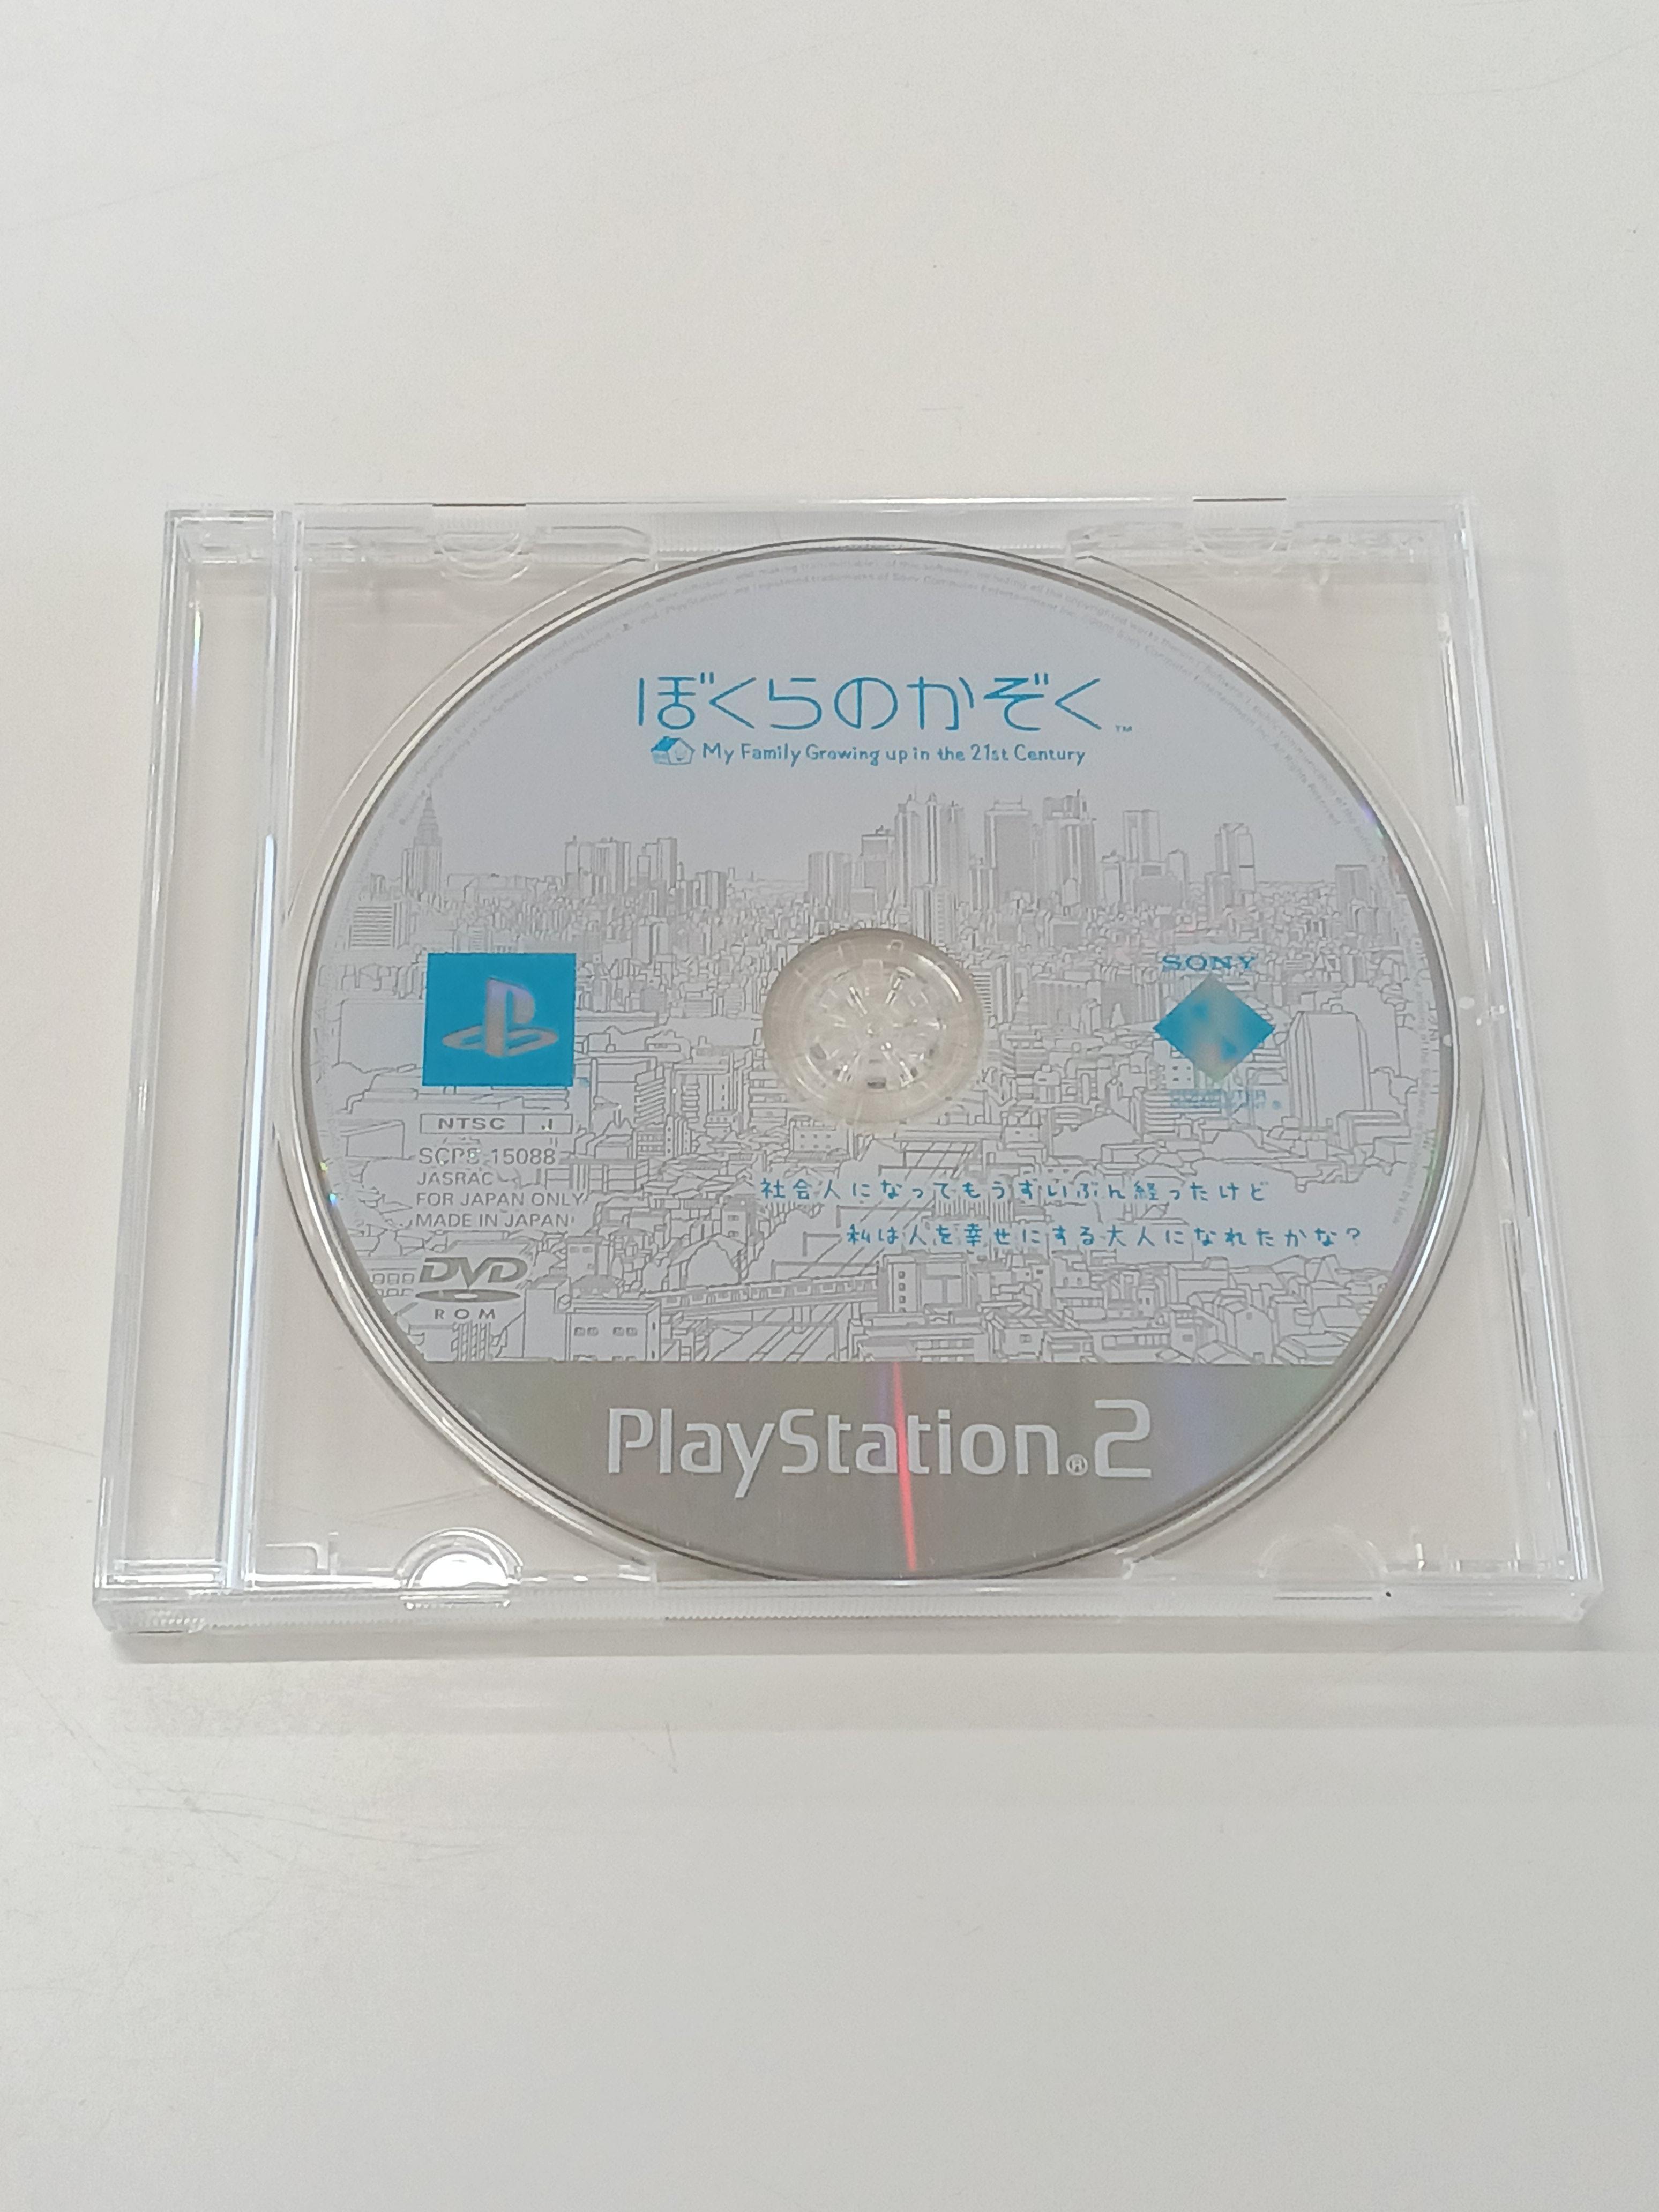 ぼくらのかぞく™
My Family Growing up in the 21st Century
SONY
COMPUTER
NTSC J
SCPS-15088
JASRAC
FOR JAPAN ONLY
MADE IN JAPAN
社会人になってもうずいぶん経ったけど
私は人を幸せにする大人になれたかな？
DVD
ROM
PlayStation®2